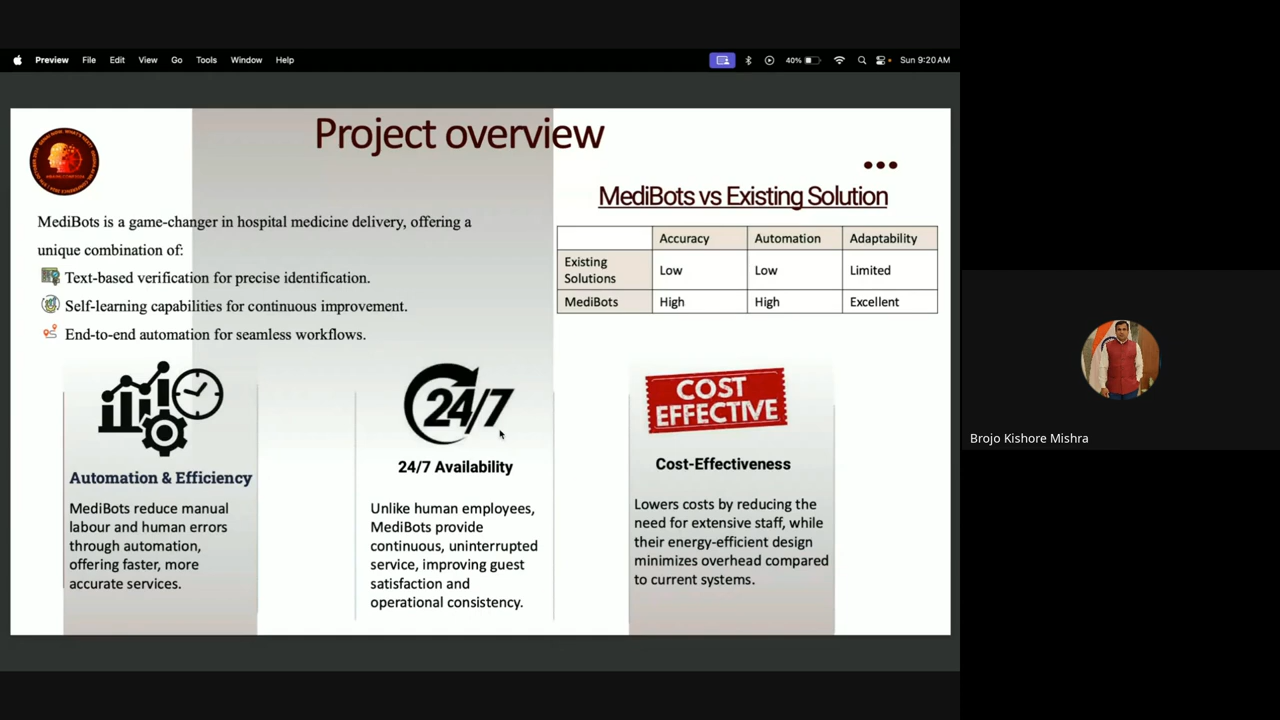 Preview File Edit View Go Tools Window Help 40% Sun 9:20 AM
Project overview
MediBots vs Existing Solution
MediBots is a game-changer in hospital medicine delivery, offering a
unique combination of:
Text-based verification for precise identification.
Self-learning capabilities for continuous improvement.
End-to-end automation for seamless workflows.
Accuracy Automation Adaptability
Existing
Solutions Low Low Limited
MediBots High High Excellent
24/7
COST
EFFECTIVE
Automation & Efficiency
MediBots reduce manual
labour and human errors
through automation,
offering faster, more
accurate services.
24/7 Availability
Unlike human employees,
MediBots provide
continuous, uninterrupted
service, improving guest
satisfaction and
operational consistency.
Cost-Effectiveness
Lowers costs by reducing the
need for extensive staff, while
their energy-efficient design
minimizes overhead compared
to current systems.
Brojo Kishore Mishra